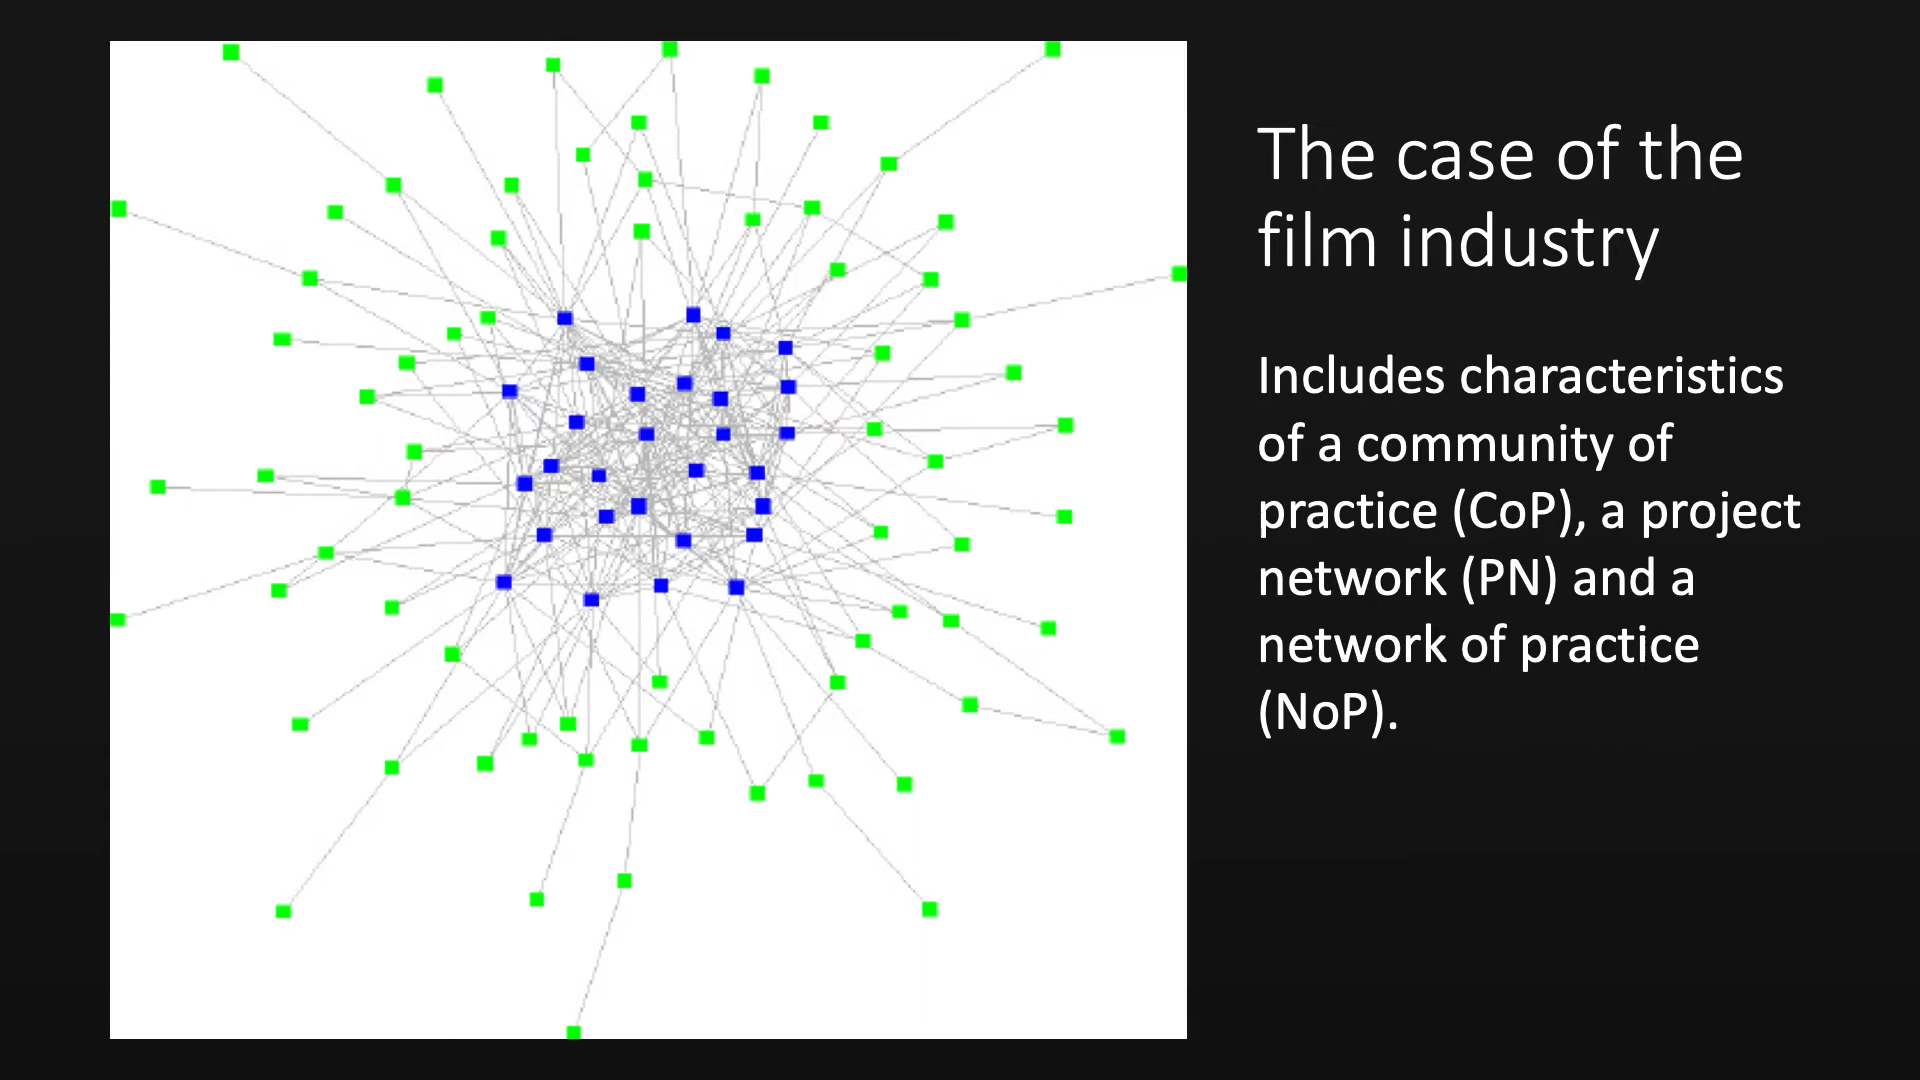 The case of the
film industry
Includes characteristics
of a community of
practice (CoP), a project
network (PN) and a
network of practice
(NoP).